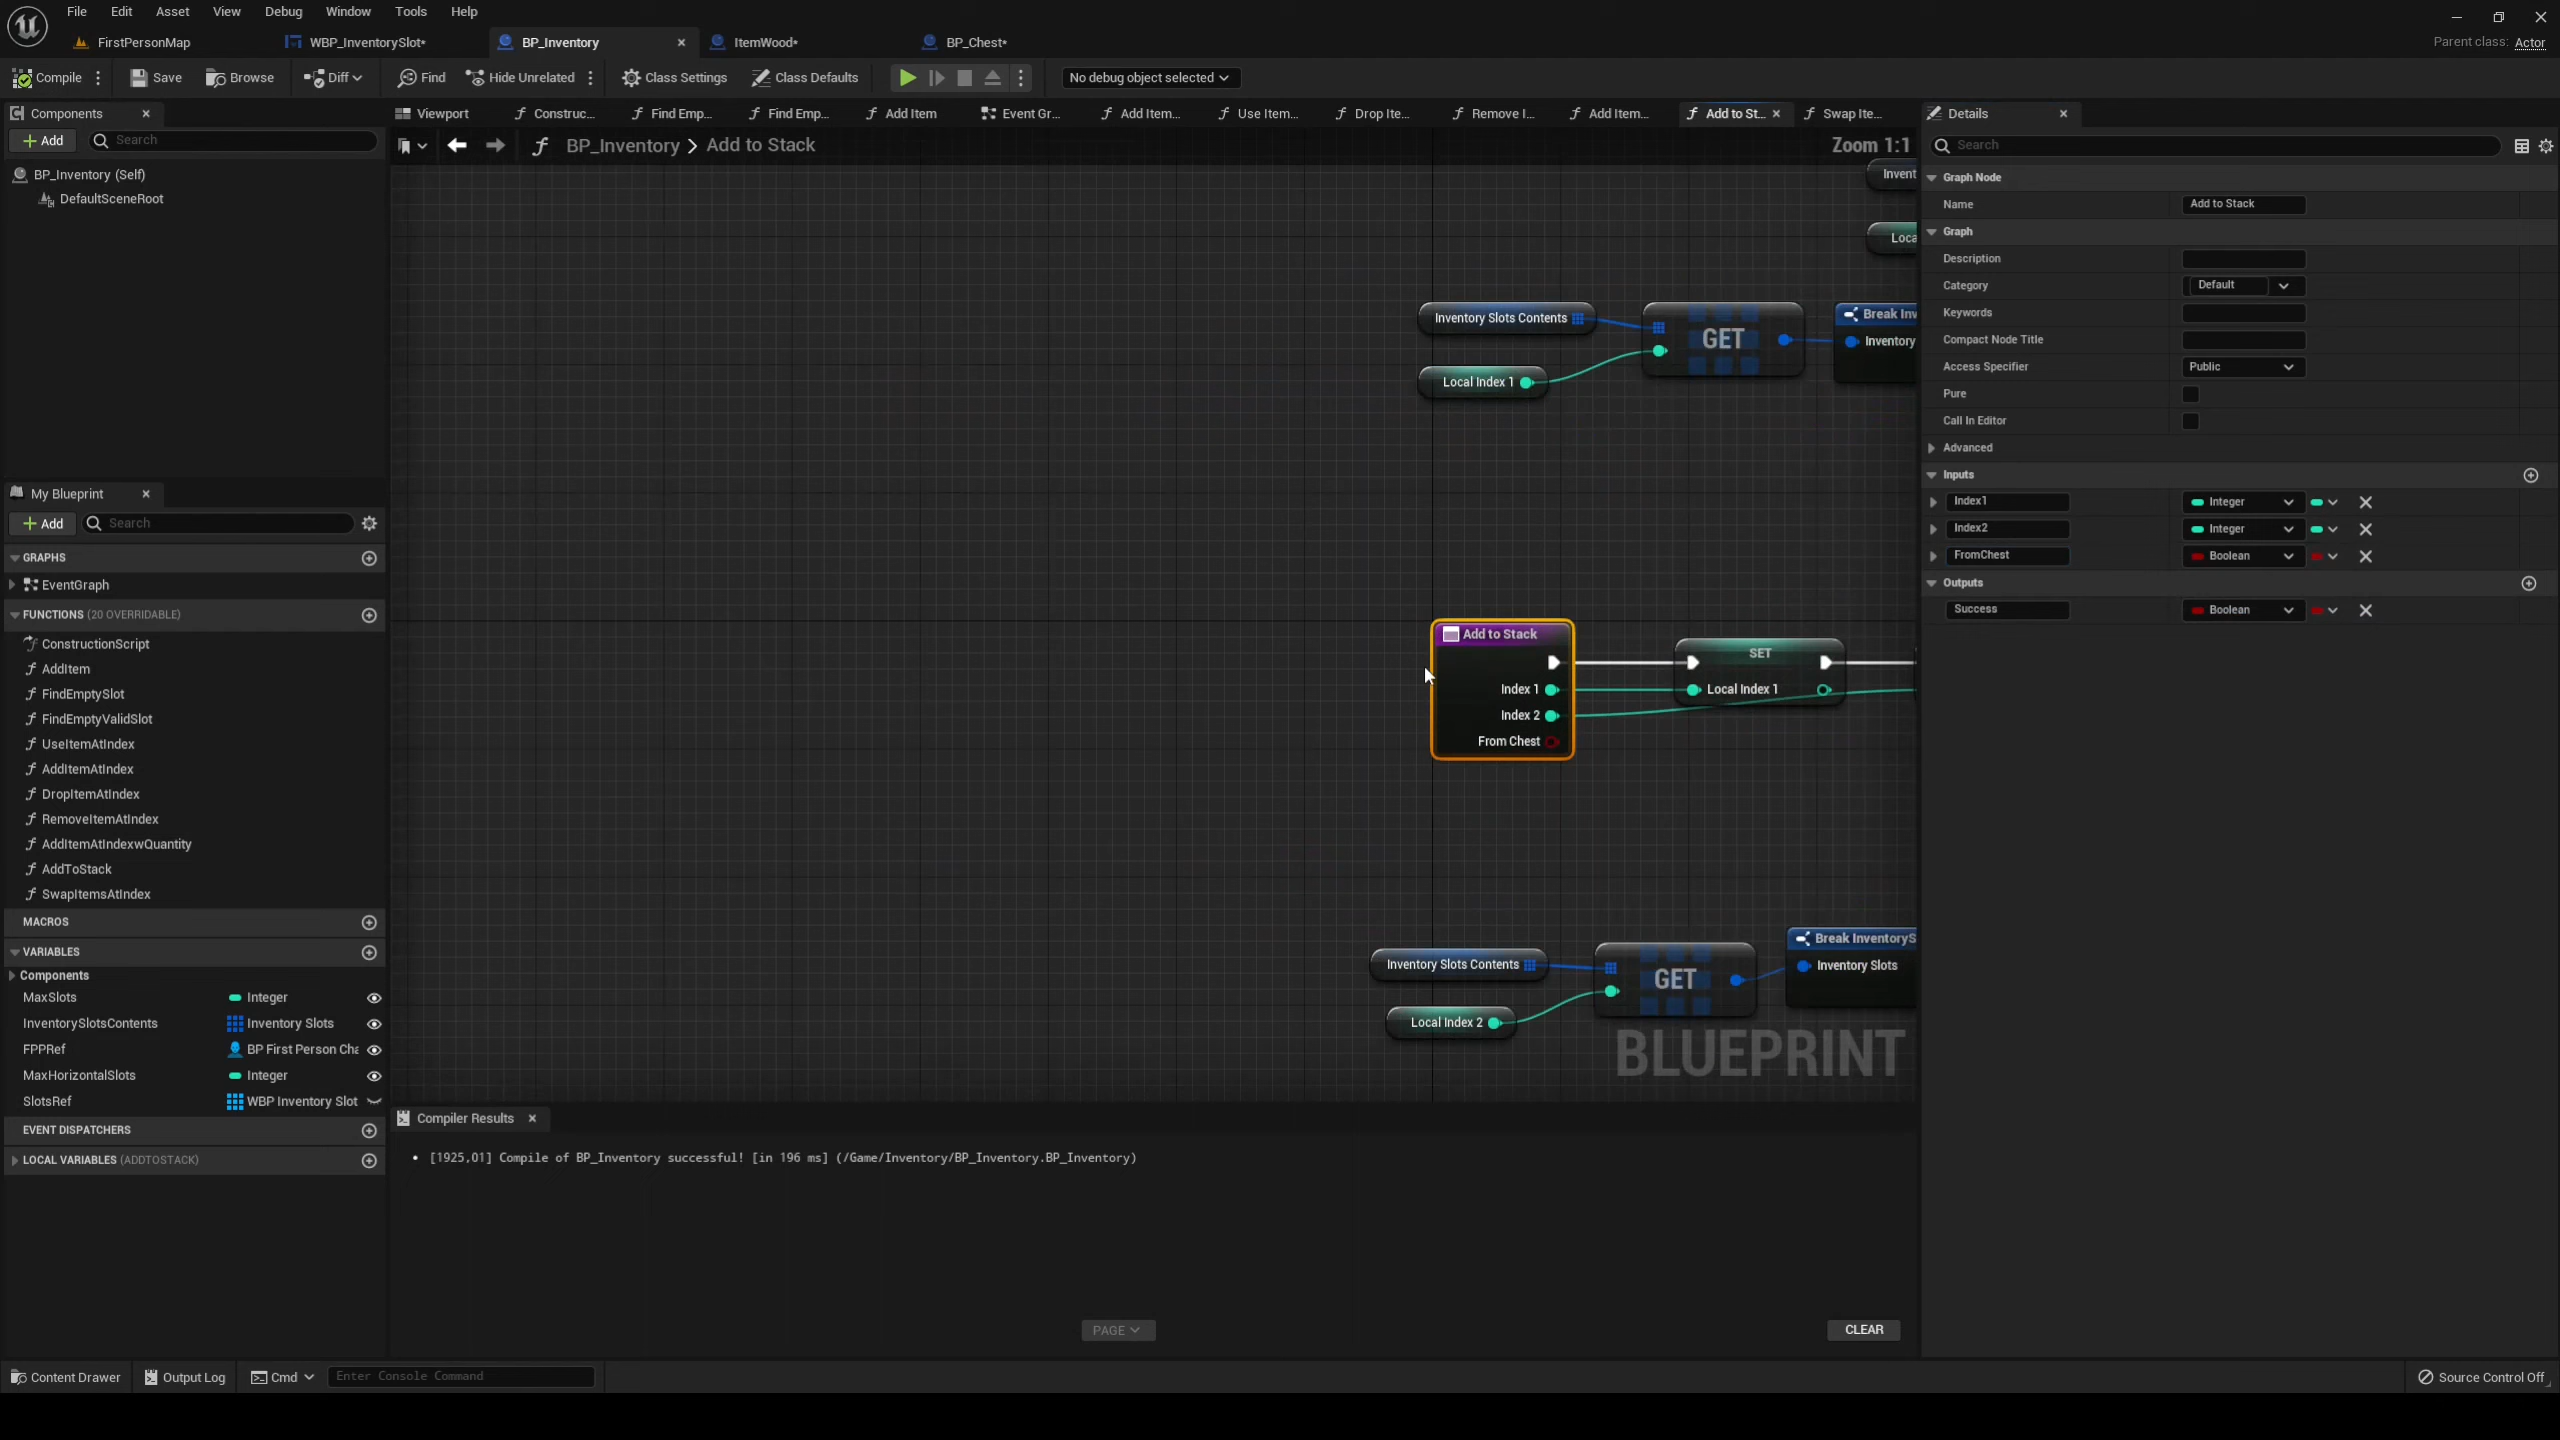 File Edit Asset View Debug Window Tools Help
FirstPersonMap WBP_InventorySlot* BP_Inventory ItemWood* BP_Chest* Parent class: Actor
Compile Save Browse Diff Find Hide Unrelated Class Settings Class Defaults No debug object selected
Components
Add Search
BP_Inventory (Self)
DefaultSceneRoot
My Blueprint
Add Search
GRAPHS
EventGraph
FUNCTIONS (20 OVERRIDABLE)
ConstructionScript
AddItem
FindEmptySlot
FindEmptyValidSlot
UseItemAtIndex
AddItemAtIndex
DropItemAtIndex
RemoveItemAtIndex
AddItemAtIndexwQuantity
AddToStack
SwapItemsAtIndex
MACROS
VARIABLES
Components
MaxSlots Integer
InventorySlotsContents Inventory Slots
FPPRef BP First Person Cha
MaxHorizontalSlots Integer
SlotsRef WBP Inventory Slot
EVENT DISPATCHERS
LOCAL VARIABLES (ADDTOSTACK)
Viewport Construc... Find Emp... Find Emp... Add Item Event Gr... Add Item... Use Item... Drop Ite... Remove I... Add Item... Add to St... Swap Ite...
BP_Inventory > Add to Stack Zoom 1:1
Invent
Loca
Inventory Slots Contents GET Break Inv
Inventory
Local Index 1
Add to Stack
SET
Index 1 Local Index 1
Index 2
From Chest
Inventory Slots Contents GET Break InventoryS
Inventory Slots
Local Index 2
BLUEPRINT
Compiler Results
• [1925,01] Compile of BP_Inventory successful! [in 196 ms] (/Game/Inventory/BP_Inventory.BP_Inventory)
PAGE CLEAR
Details
Search
Graph Node
Name Add to Stack
Graph
Description
Category Default
Keywords
Compact Node Title
Access Specifier Public
Pure
Call In Editor
Advanced
Inputs
Index1 Integer
Index2 Integer
FromChest Boolean
Outputs
Success Boolean
Content Drawer Output Log Cmd Enter Console Command Source Control Off